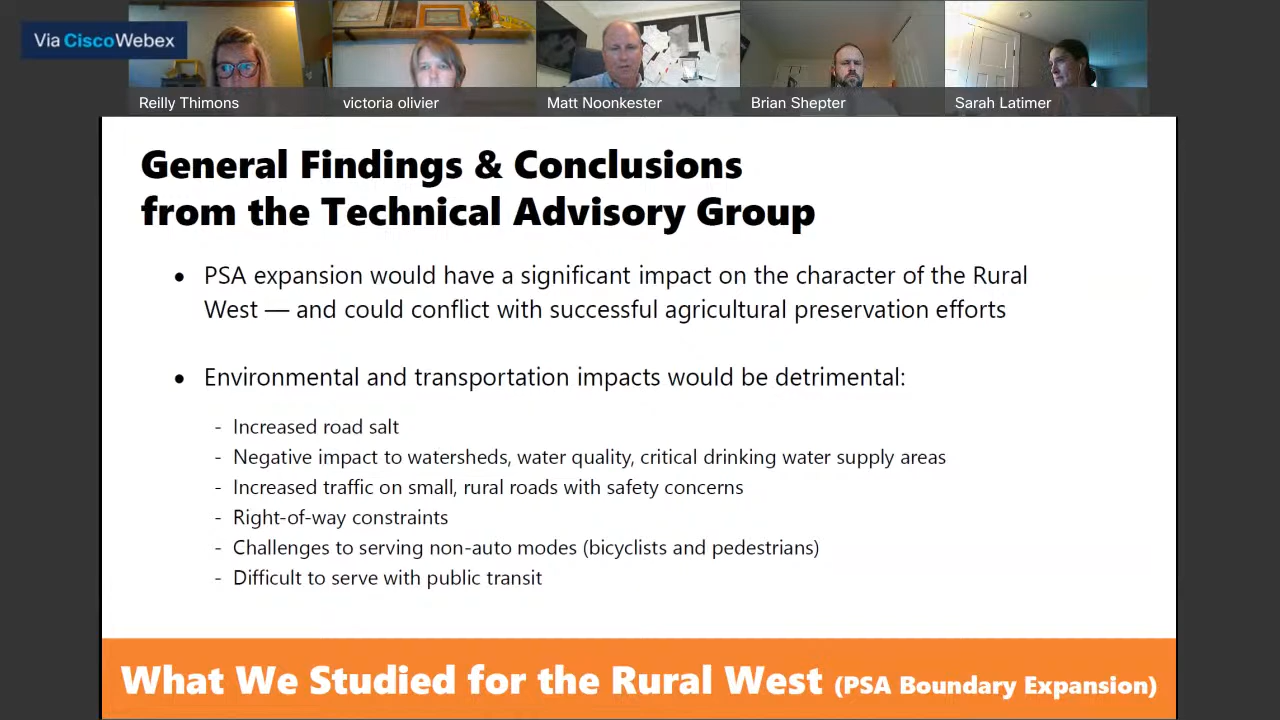 Via CiscoWebex
Reilly Thimons
victoria olivier
Matt Noonkester
Brian Shepter
Sarah Latimer
General Findings & Conclusions
from the Technical Advisory Group
• PSA expansion would have a significant impact on the character of the Rural
West — and could conflict with successful agricultural preservation efforts
• Environmental and transportation impacts would be detrimental:
- Increased road salt
- Negative impact to watersheds, water quality, critical drinking water supply areas
- Increased traffic on small, rural roads with safety concerns
- Right-of-way constraints
- Challenges to serving non-auto modes (bicyclists and pedestrians)
- Difficult to serve with public transit
What We Studied for the Rural West (PSA Boundary Expansion)